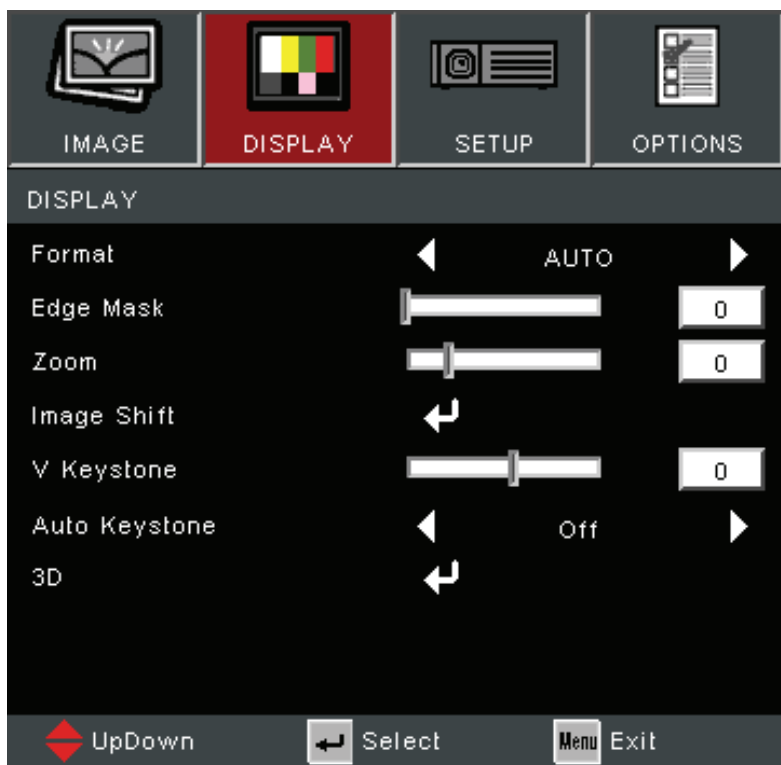 IMAGE DISPLAY SETUP OPTIONS
DISPLAY
Format AUTO
Edge Mask 0
Zoom 0
Image Shift
V Keystone 0
Auto Keystone Off
3D
UpDown Select Menu Exit